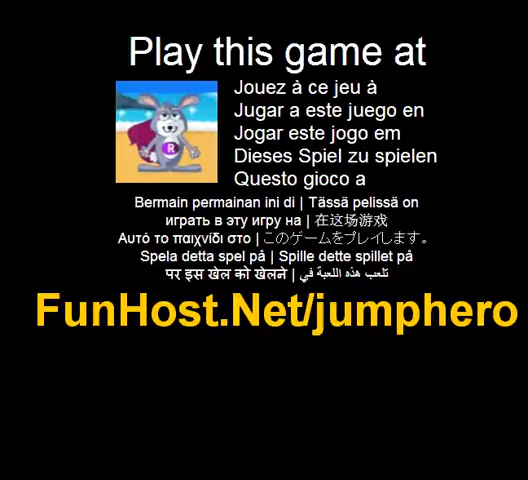 Play this game at
Jouez à ce jeu à
Jugar a este juego en
Jogar este jogo em
Dieses Spiel zu spielen
Questo gioco a
R
Bermain permainan ini di | Tässä pelissä on
играть в эту игру на | 在这场游戏
Αυτό το παιχνίδι στο | このゲームをプレイします。
Spela detta spel på | Spille dette spillet på
पर इस खेल को खेलने | تلعب هذه اللعبة في
FunHost.Net/jumphero